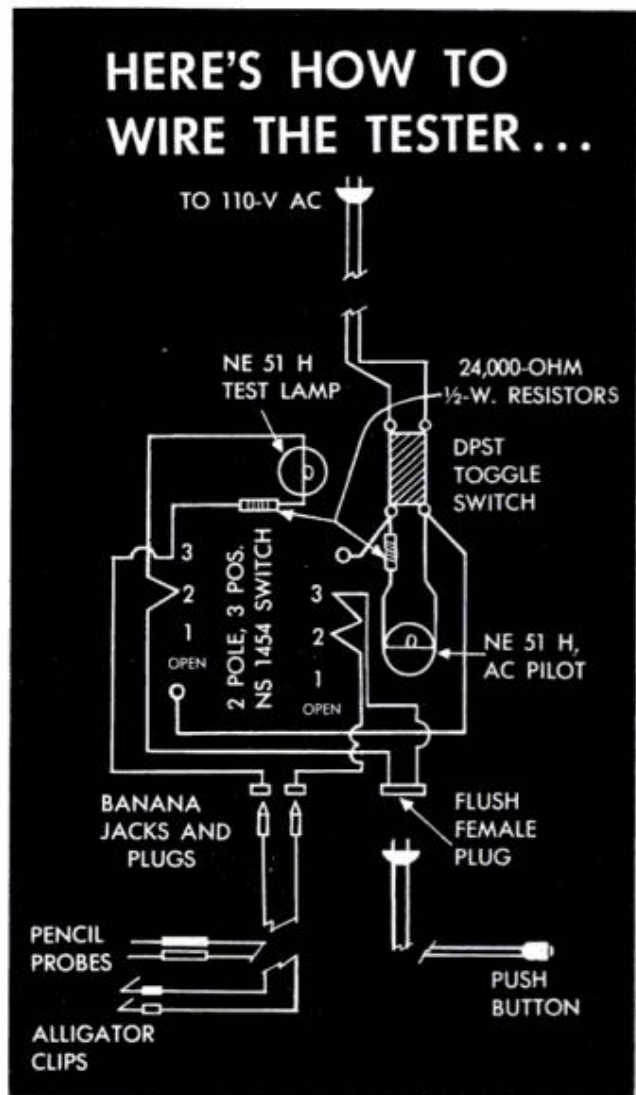 HERE'S HOW TO
WIRE THE TESTER...
TO 110-V AC
NE 51 H
TEST LAMP
24,000-OHM
½-W. RESISTORS
DPST
TOGGLE
SWITCH
3
2
1
OPEN
2 POLE, 3 POS.
NS 1454 SWITCH
3
2
1
OPEN
NE 51 H,
AC PILOT
BANANA
JACKS AND
PLUGS
FLUSH
FEMALE
PLUG
PENCIL
PROBES
PUSH
BUTTON
ALLIGATOR
CLIPS